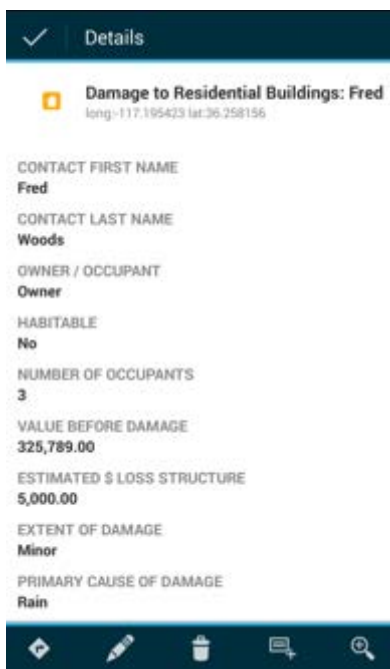 Details
Damage to Residential Buildings: Fred
long:-117.195423 lat:36.258156
CONTACT FIRST NAME
Fred
CONTACT LAST NAME
Woods
OWNER / OCCUPANT
Owner
HABITABLE
No
NUMBER OF OCCUPANTS
3
VALUE BEFORE DAMAGE
325,789.00
ESTIMATED $ LOSS STRUCTURE
5,000.00
EXTENT OF DAMAGE
Minor
PRIMARY CAUSE OF DAMAGE
Rain